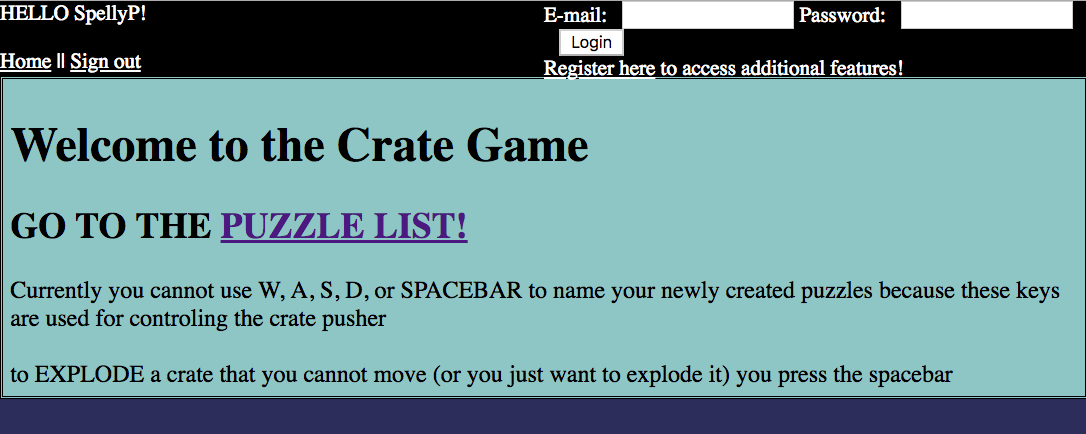 HELLO SpellyP!
Home || Sign out
E-mail: Password:
Login
Register here to access additional features!
Welcome to the Crate Game
GO TO THE PUZZLE LIST!
Currently you cannot use W, A, S, D, or SPACEBAR to name your newly created puzzles because these keys
are used for controling the crate pusher
to EXPLODE a crate that you cannot move (or you just want to explode it) you press the spacebar